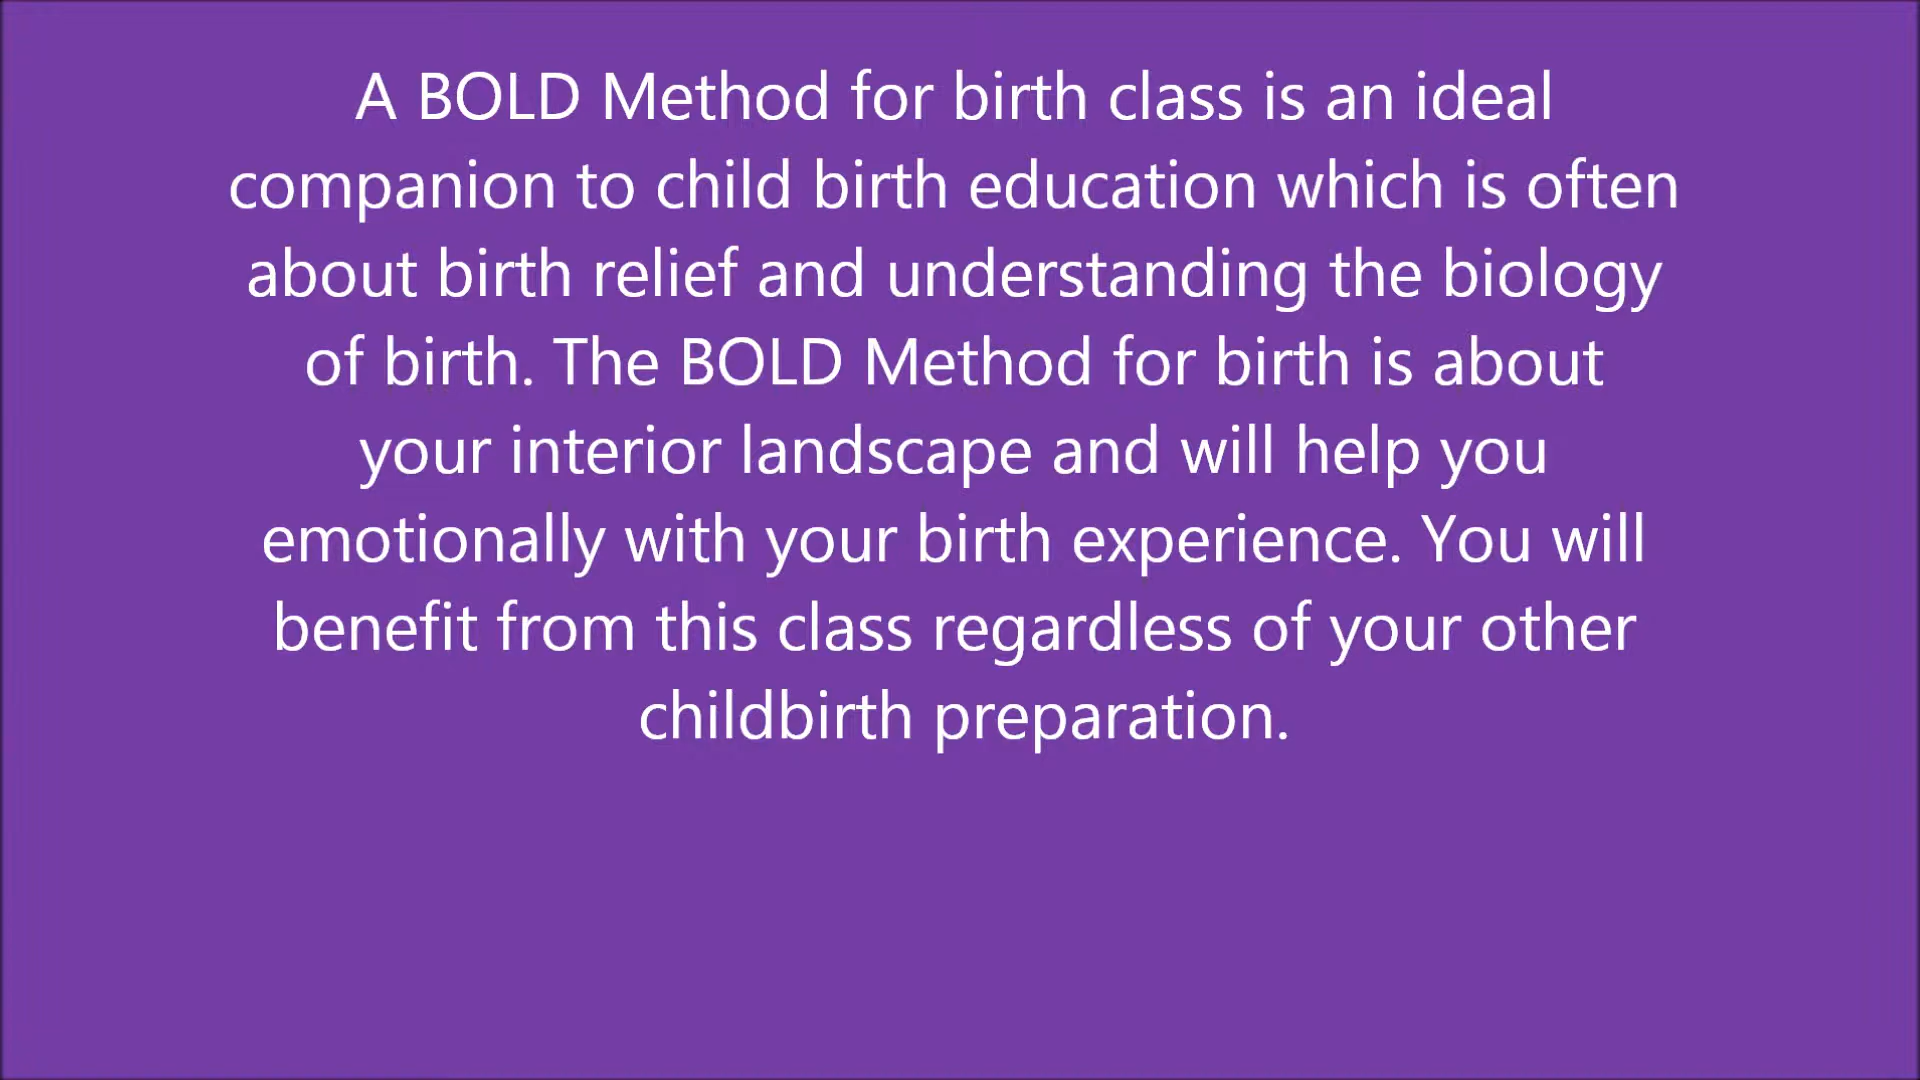 A BOLD Method for birth class is an ideal
companion to child birth education which is often
about birth relief and understanding the biology
of birth. The BOLD Method for birth is about
your interior landscape and will help you
emotionally with your birth experience. You will
benefit from this class regardless of your other
childbirth preparation.